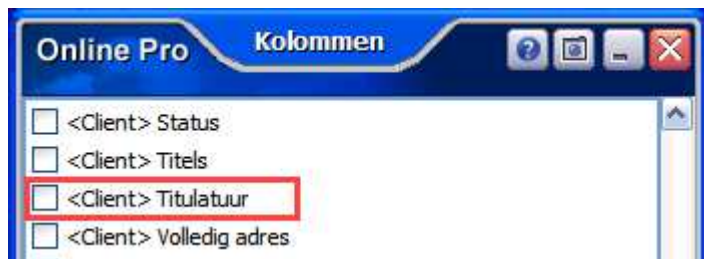 Online Pro Kolommen
<Client> Status
<Client> Titels
<Client> Titulatuur
<Client> Volledig adres